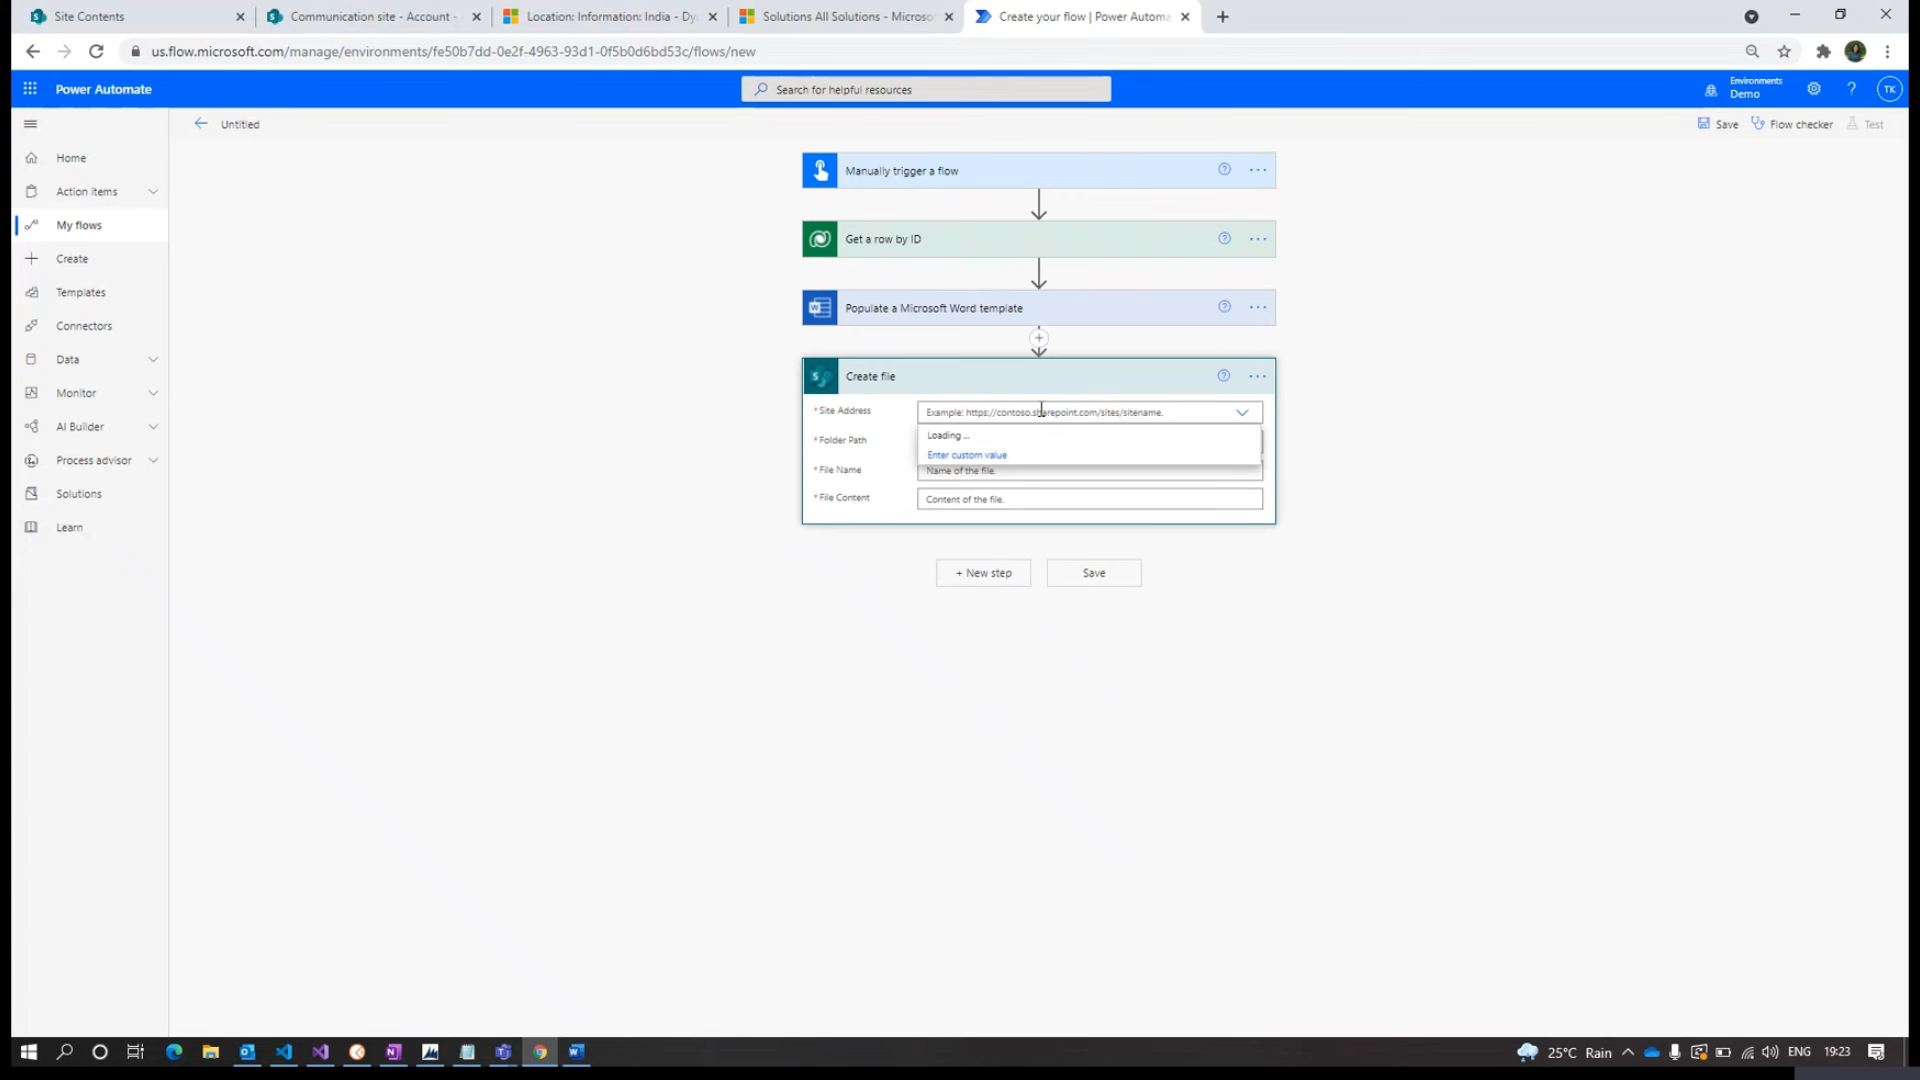 Site Contents
Communication site - Account -
Location: Information: India - Dy
Solutions All Solutions - Microso
Create your flow | Power Automa
us.flow.microsoft.com/manage/environments/fe50b7dd-0e2f-4963-93d1-0f5b0d6bd53c/flows/new
Power Automate
Search for helpful resources
Environments
Demo
TK
Untitled
Save
Flow checker
Test
Home
Action items
My flows
Create
Templates
Connectors
Data
Monitor
AI Builder
Process advisor
Solutions
Learn
Manually trigger a flow
Get a row by ID
Populate a Microsoft Word template
Create file
* Site Address
Example: https://contoso.sharepoint.com/sites/sitename.
Loading ...
Enter custom value
* Folder Path
* File Name
Name of the file.
* File Content
Content of the file.
+ New step
Save
25°C Rain
ENG
19:23